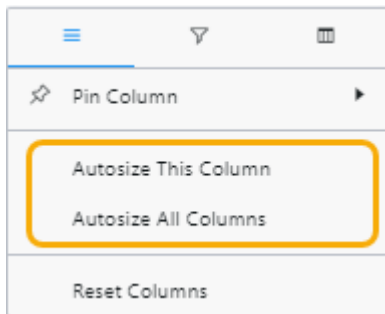 Pin Column
Autosize This Column
Autosize All Columns
Reset Columns